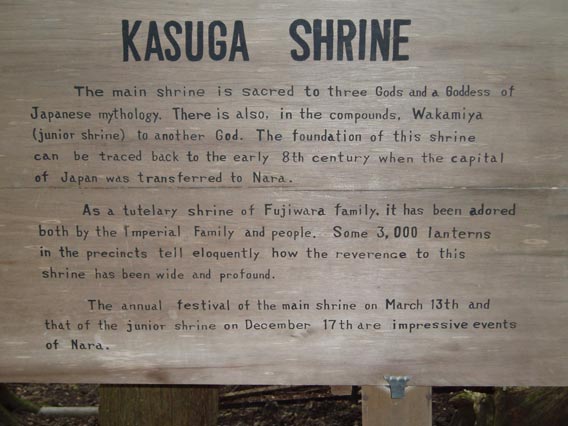 KASUGA SHRINE
The main shrine is sacred to three Gods and a Goddess of
Japanese mythology. There is also, in the compounds, Wakamiya
(junior shrine) to another God. The foundation of this shrine
can be traced back to the early 8th century when the capital
of Japan was transferred to Nara.
As a tutelary shrine of Fujiwara family, it has been adored
both by the Imperial Family and people. Some 3,000 lanterns
in the precincts tell eloquently how the reverence to this
shrine has been wide and profound.
The annual festival of the main shrine on March 13th and
that of the junior shrine on December 17th are impressive events
of Nara.